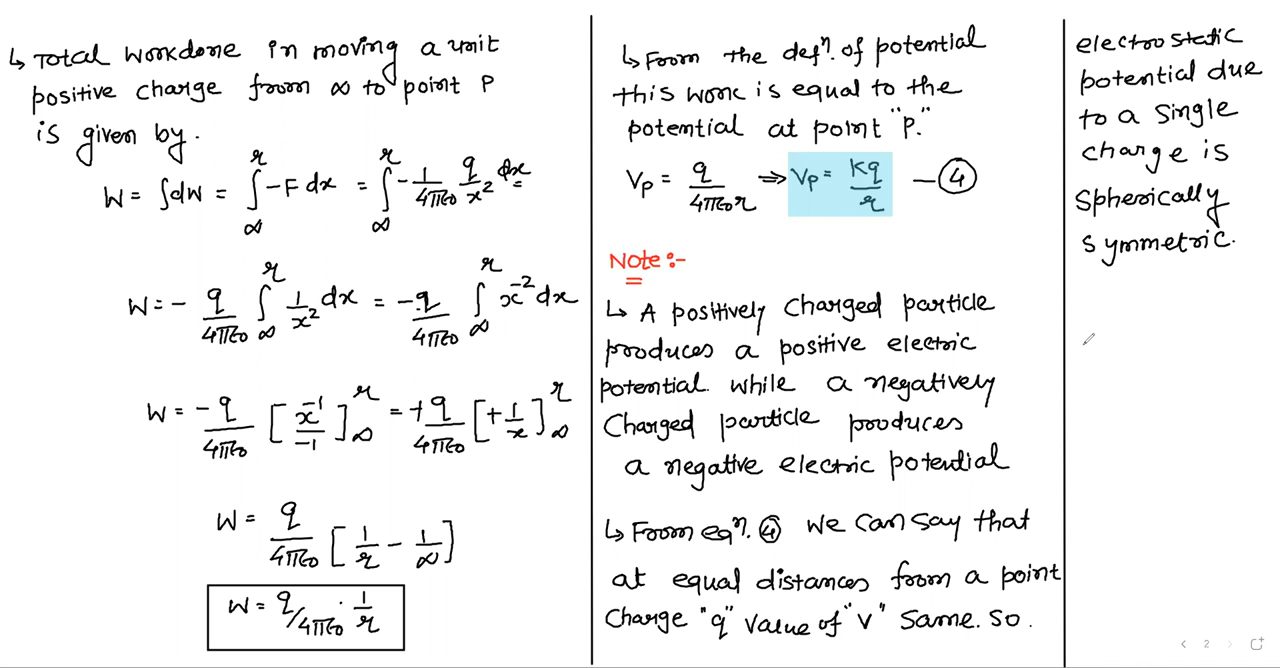 ↳ Total workdone in moving a unit
positive charge from ∞ to point P
is given by.
W = ∫dW = ∫_∞^r -F dx = ∫_∞^r -1/4πε0 q/x² dx
W = - q/4πε0 ∫_∞^r 1/x² dx = -q/4πε0 ∫_∞^r x⁻² dx
W = -q/4πε0 [x⁻¹/-1]_∞^r = +q/4πε0 [+1/x]_∞^r
W = q/4πε0 [1/r - 1/∞]
W = q/4πε0 · 1/r
↳ From the defⁿ. of potential
this work is equal to the
potential at point "P."
Vp = q/4πε0r ⇒ Vp = kq/r — ④
Note:-
↳ A positively charged particle
produces a positive electric
potential. while a negatively
charged particle produces
a negative electric potential
↳ From eqⁿ. ④ we can say that
at equal distances from a point
charge "q" value of "V" same. so.
electrostatic
potential due
to a single
charge is
spherically
symmetric.
< 2 >